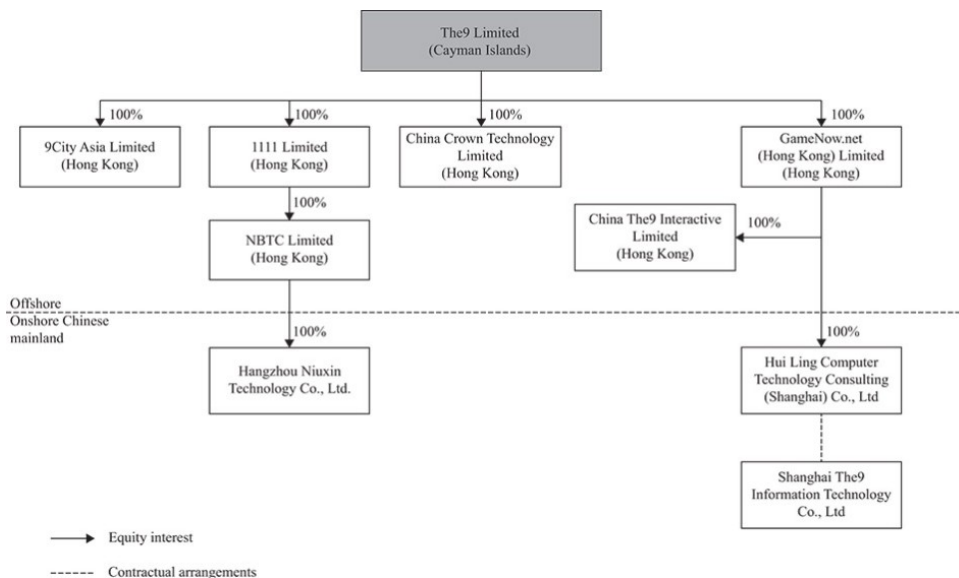 The9 Limited
(Cayman Islands)
100%
100%
100%
100%
9City Asia Limited
(Hong Kong)
1111 Limited
(Hong Kong)
China Crown Technology
Limited
(Hong Kong)
GameNow.net
(Hong Kong) Limited
(Hong Kong)
100%
NBTC Limited
(Hong Kong)
China The9 Interactive
Limited
(Hong Kong)
100%
Offshore
Onshore Chinese
mainland
100%
100%
Hangzhou Niuxin
Technology Co., Ltd.
Hui Ling Computer
Technology Consulting
(Shanghai) Co., Ltd
Shanghai The9
Information Technology
Co., Ltd
Equity interest
Contractual arrangements